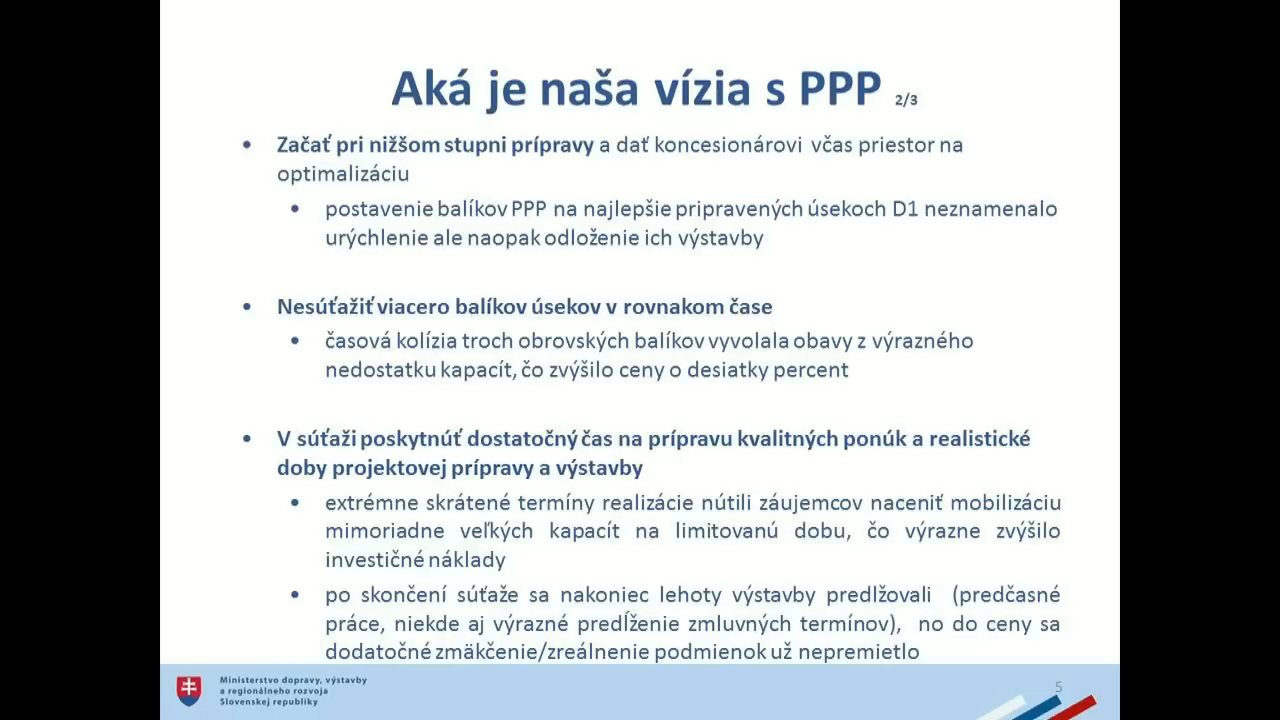 Aká je naša vízia s PPP 2/3
• Začať pri nižšom stupni prípravy a dať koncesionárovi včas priestor na
optimalizáciu
• postavenie balíkov PPP na najlepšie pripravených úsekoch D1 neznamenalo
urýchlenie ale naopak odloženie ich výstavby
• Nesúťažiť viacero balíkov úsekov v rovnakom čase
• časová kolízia troch obrovských balíkov vyvolala obavy z výrazného
nedostatku kapacít, čo zvýšilo ceny o desiatky percent
• V súťaži poskytnúť dostatočný čas na prípravu kvalitných ponúk a realistické
doby projektovej prípravy a výstavby
• extrémne skrátené termíny realizácie nútili záujemcov naceniť mobilizáciu
mimoriadne veľkých kapacít na limitovanú dobu, čo výrazne zvýšilo
investičné náklady
• po skončení súťaže sa nakoniec lehoty výstavby predlžovali (predčasné
práce, niekde aj výrazné predĺženie zmluvných termínov), no do ceny sa
dodatočné zmäkčenie/zreálnenie podmienok už nepremietlo
Ministerstvo dopravy, výstavby
a regionálneho rozvoja
Slovenskej republiky
5